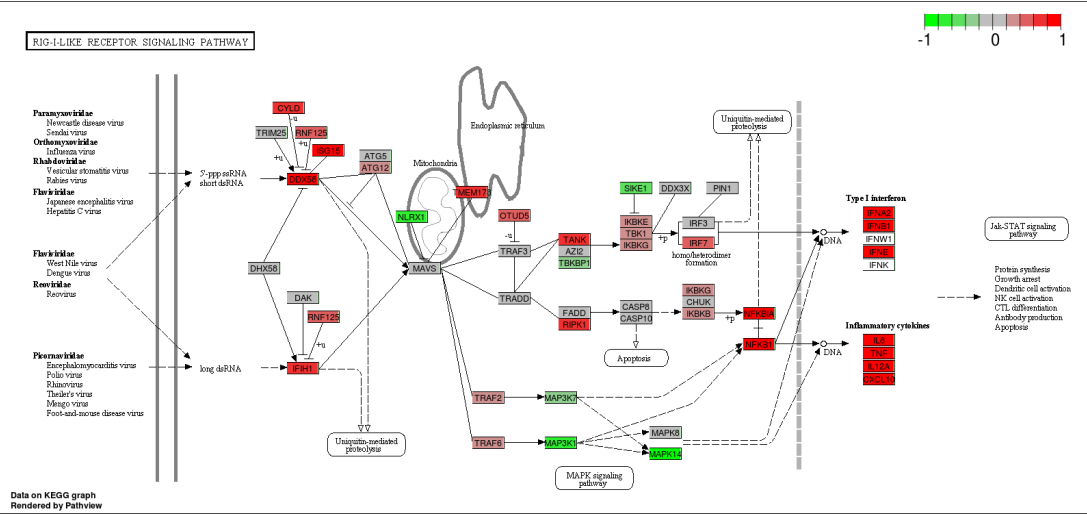 -1 0 1
RIG-I-LIKE RECEPTOR SIGNALING PATHWAY
Paramyxoviridae
Newcastle disease virus
Sendai virus
Orthomyxoviridae
Influenza virus
Rhabdoviridae
Vesicular stomatitis virus
Rabies virus
Flaviviridae
Japanese encephalitis virus
Hepatitis C virus
Flaviviridae
West Nile virus
Dengue virus
Reoviridae
Reovirus
Picornaviridae
Encephalomyocarditis virus
Polio virus
Rhinovirus
Theiler's virus
Mengo virus
Foot-and-mouse disease virus
5'-ppp ssRNA
short dsRNA
long dsRNA
CYLD
-u
TRIM25
RNF125
+u
+u
ISG15
DDX58
ATG5
ATG12
DHX58
DAK
RNF125
+u
IFIH1
Uniquitin-mediated
proteolysis
Mitochondria
Endoplasmic reticulum
NLRX1
TMEM173
MAVS
OTUD5
-u
TRAF3
TRADD
TANK
AZI2
TBKBP1
FADD
RIPK1
TRAF2
TRAF6
MAP3K7
MAP3K1
MAPK8
MAPK14
MAPK signaling
pathway
SIKE1
DDX3X
PIN1
IKBKE
TBK1
IKBKG
+p
IRF3
IRF7
homo/heterodimer
formation
CASP8
CASP10
Apoptosis
IKBKG
CHUK
IKBKB
+p
NFKBIA
NFKB1
Uniquitin-mediated
proteolysis
DNA
DNA
Type I interferon
IFNA2
IFNB1
IFNW1
IFNE
IFNK
Inflammatory cytokines
IL8
TNF
IL12A
CXCL10
Jak-STAT signaling
pathway
Protein synthesis
Growth arrest
Dendritic cell activation
NK cell activation
CTL differentiation
Antibody production
Apoptosis
Data on KEGG graph
Rendered by Pathview